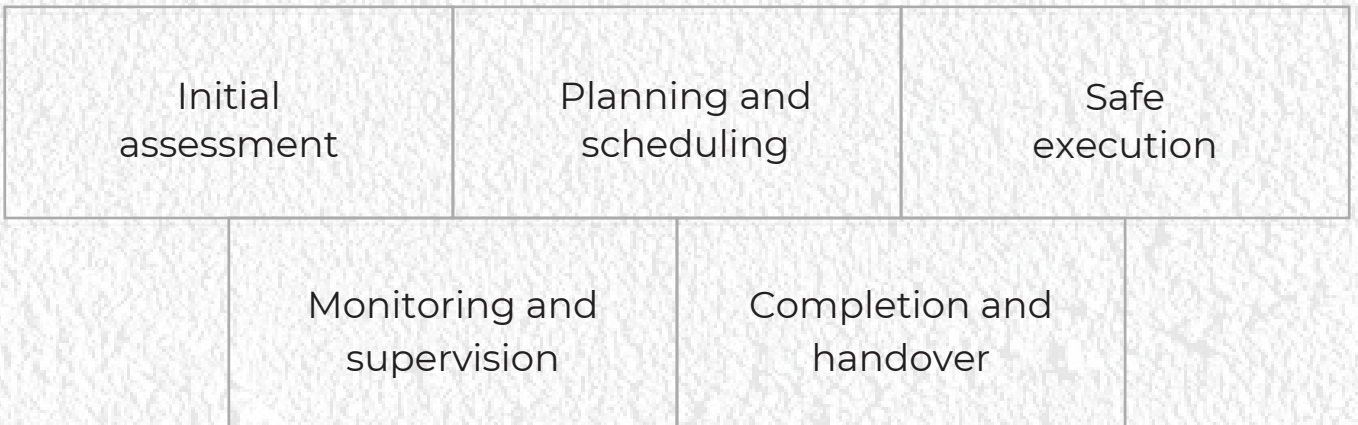 Initial
assessment
Planning and
scheduling
Safe
execution
Monitoring and
supervision
Completion and
handover